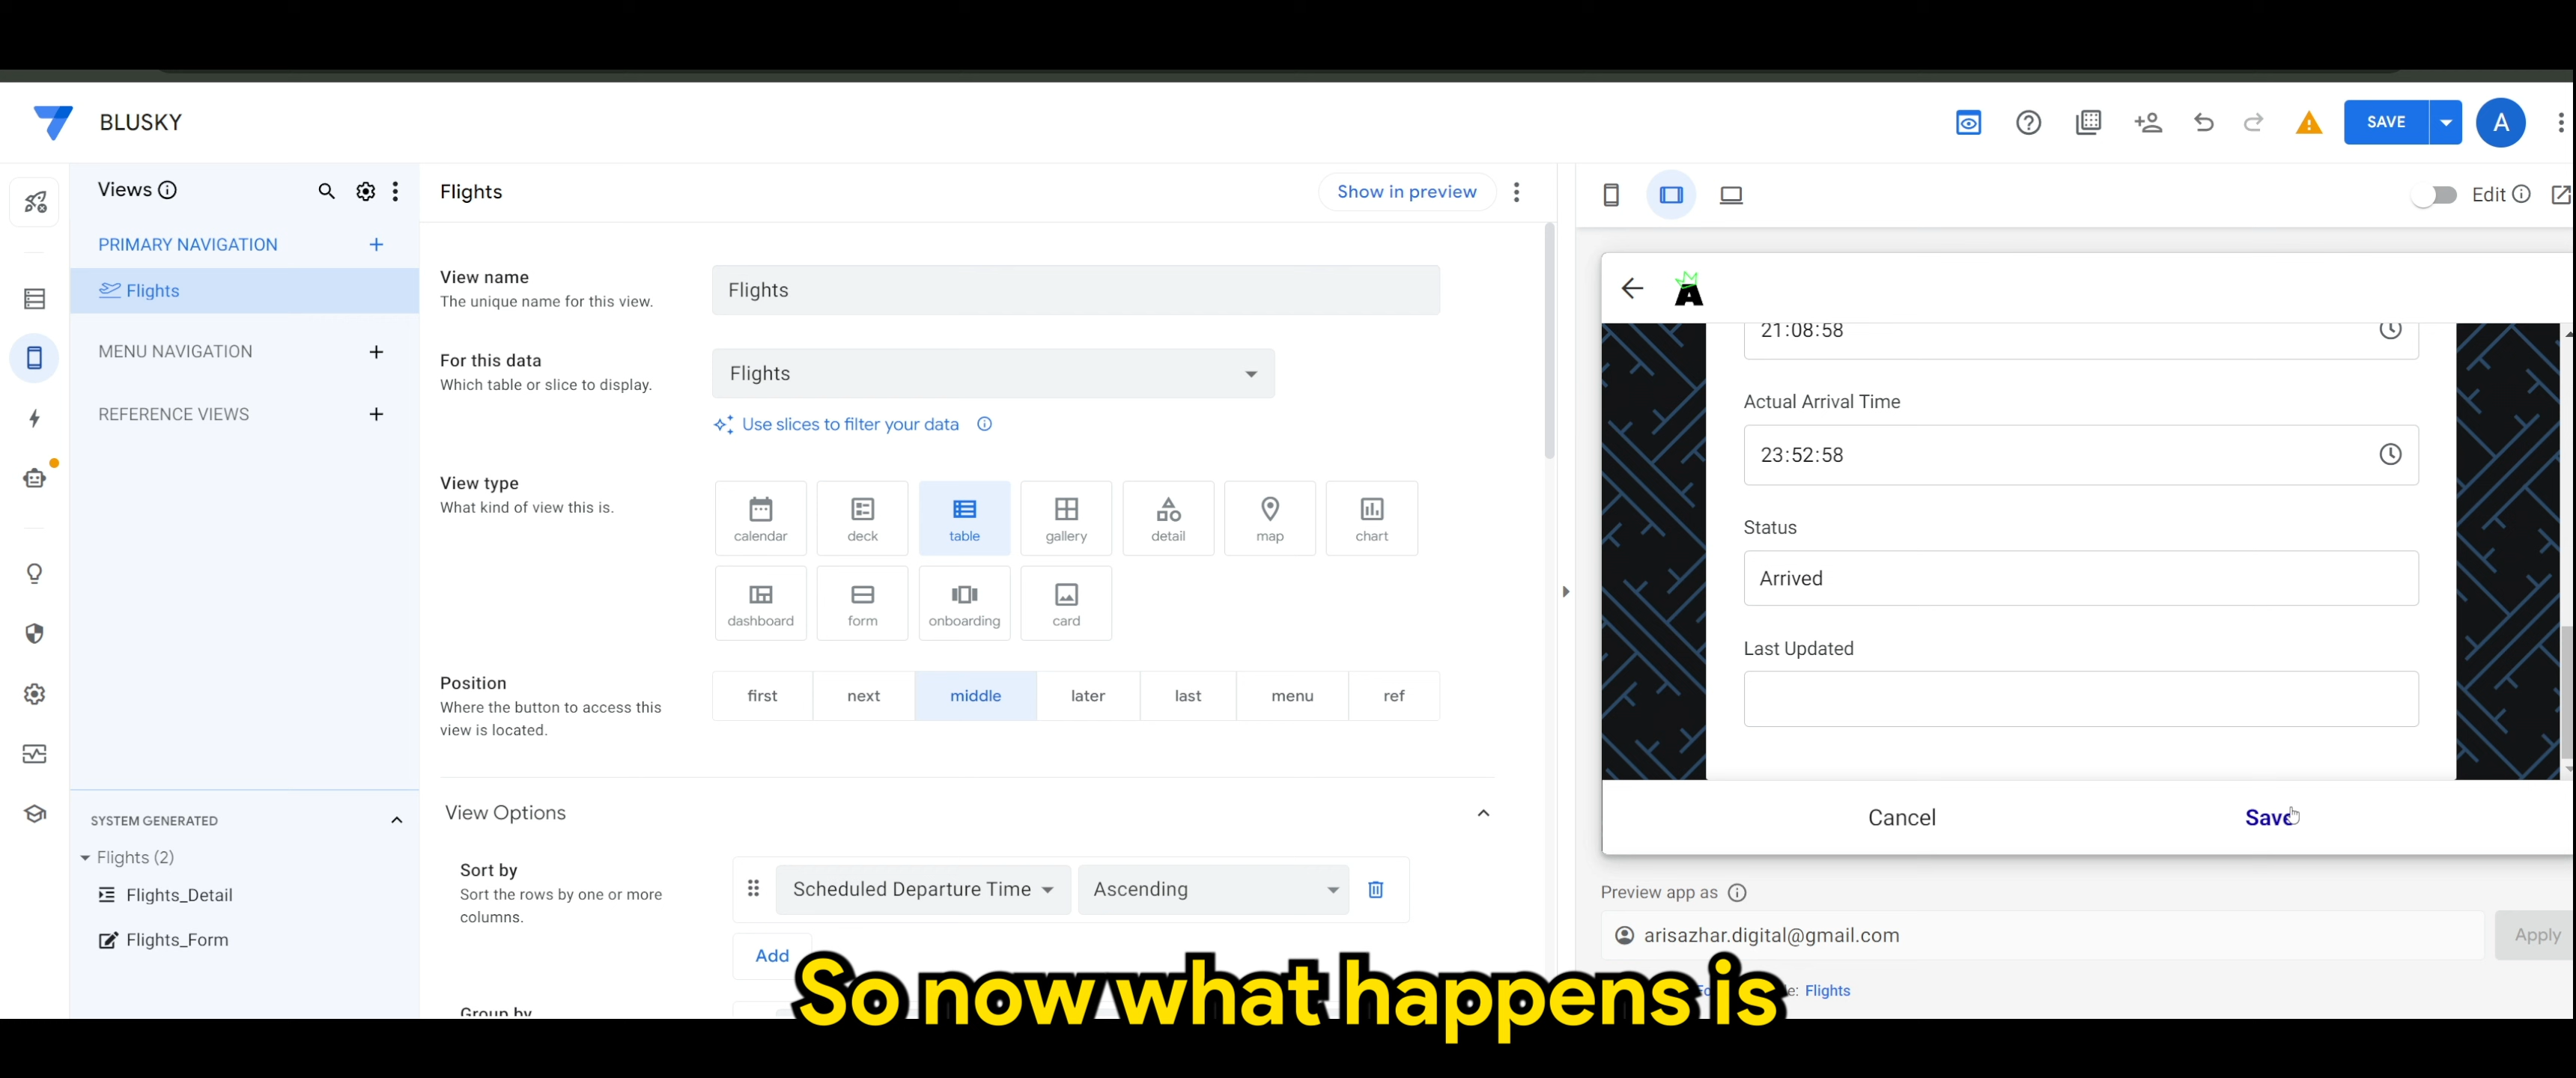 BLUSKY
SAVE
A
Views
PRIMARY NAVIGATION
Flights
MENU NAVIGATION
REFERENCE VIEWS
SYSTEM GENERATED
Flights (2)
Flights_Detail
Flights_Form
Flights
Show in preview
View name
The unique name for this view.
Flights
For this data
Which table or slice to display.
Flights
Use slices to filter your data
View type
What kind of view this is.
calendar
deck
table
gallery
detail
map
chart
dashboard
form
onboarding
card
Position
Where the button to access this
view is located.
first
next
middle
later
last
menu
ref
View Options
Sort by
Sort the rows by one or more
columns.
Scheduled Departure Time
Ascending
Add
Group by
Edit
A
21:08:58
Actual Arrival Time
23:52:58
Status
Arrived
Last Updated
Cancel
Save
Preview app as
arisazhar.digital@gmail.com
Apply
Flights
So now what happens is